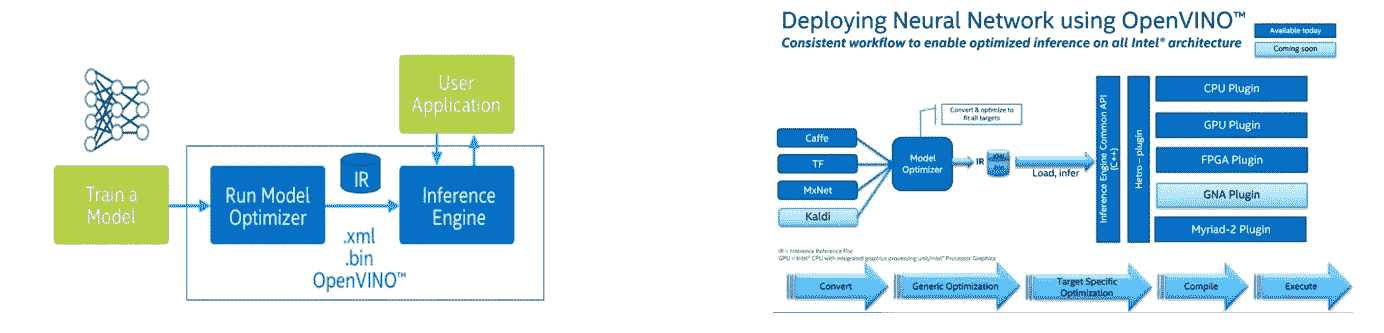 User
Application
Train a
Model
Run Model
Optimizer
IR
Inference
Engine
.xml
.bin
OpenVINO™
Deploying Neural Network using OpenVINO™
Consistent workflow to enable optimized inference on all Intel® architecture
Available today
Coming soon
Convert & optimize to
fit all targets
Caffe
TF
MxNet
Kaldi
Model
Optimizer
IR
Load, infer
Inference Engine Common API
(C++)
Hetro – plugin
CPU Plugin
GPU Plugin
FPGA Plugin
GNA Plugin
Myriad-2 Plugin
IR = Inference Reference File
GPU = Intel® CPU with integrated graphics processing unit/Intel® Processor Graphics
Convert
Generic Optimization
Target Specific
Optimization
Compile
Execute